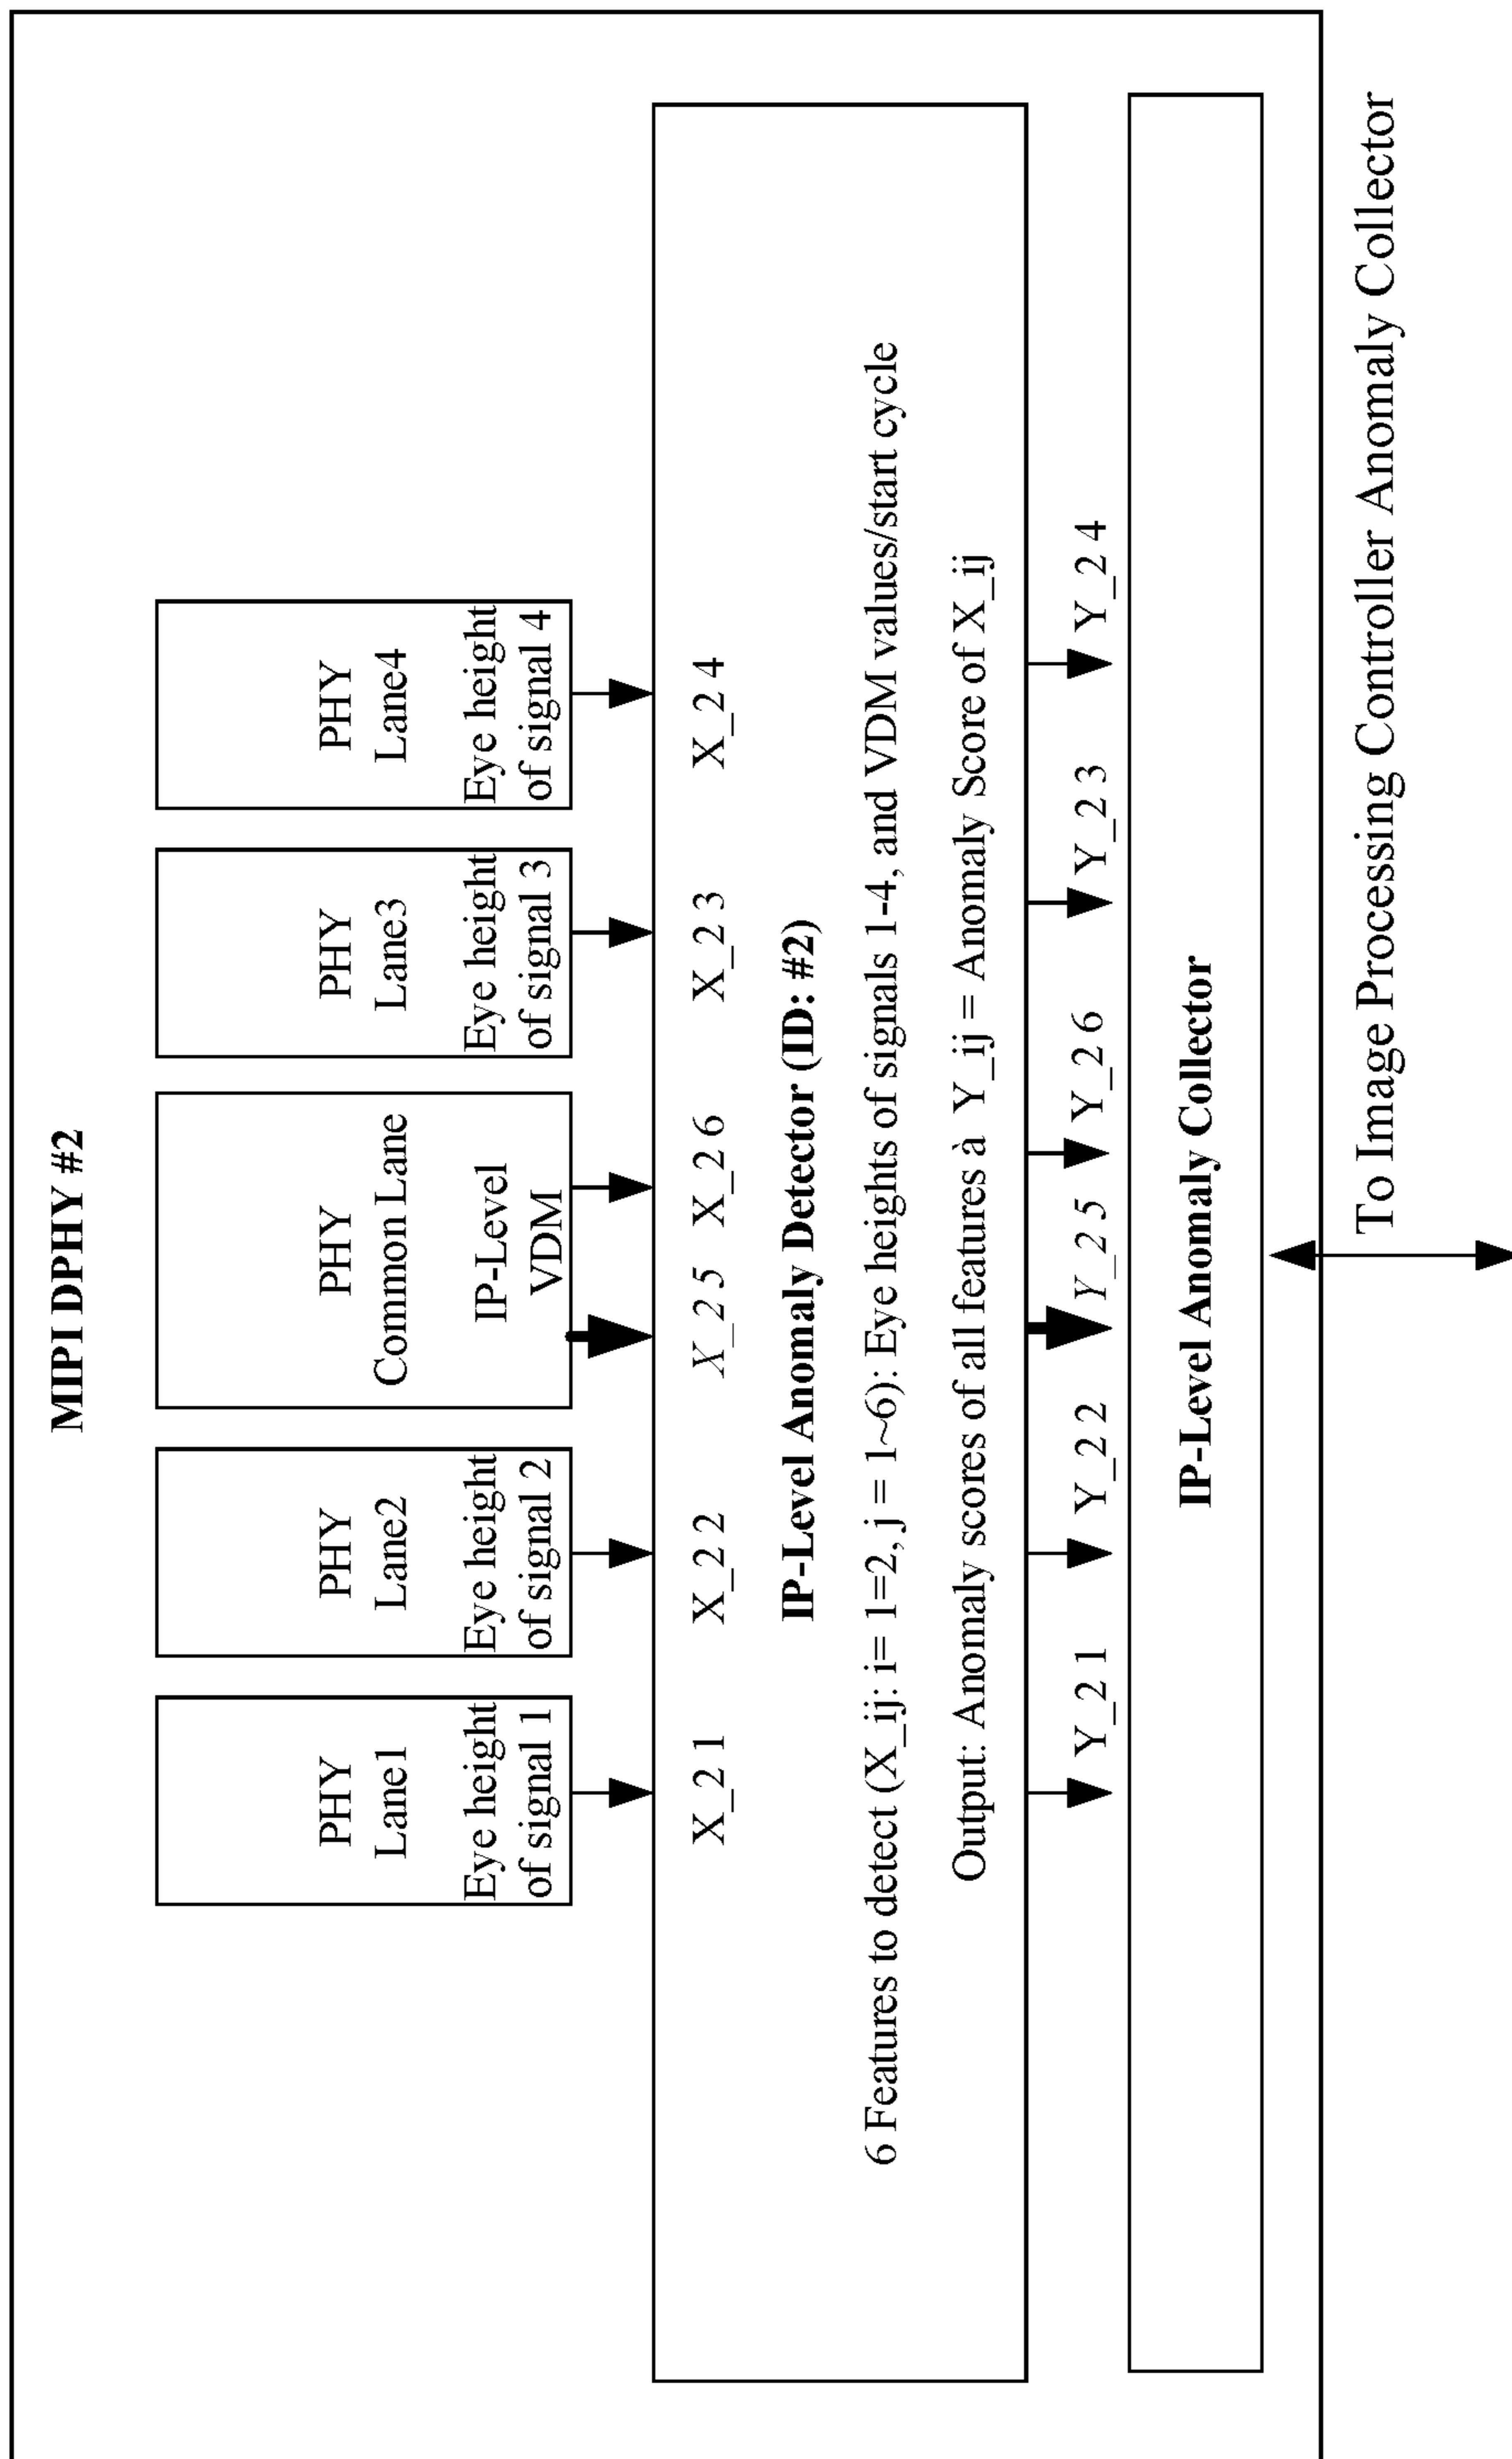 MIPI DPHY #2
PHY
Lane1
Eye height
of signal 1
PHY
Lane2
Eye height
of signal 2
PHY
Common Lane
IP-Level
VDM
PHY
Lane3
Eye height
of signal 3
PHY
Lane4
Eye height
of signal 4
X_2 1
X_2 2
X_2 5
X_2 6
X_2 3
X_2 4
IP-Level Anomaly Detector (ID: #2)
6 Features to detect (X_ij: i= 1=2, j = 1~6): Eye heights of signals 1-4, and VDM values/start cycle
Output: Anomaly scores of all features à Y_ij = Anomaly Score of X_ij
Y_2 1
Y_2 2
Y_2 5
Y_2 6
Y_2 3
Y_2 4
IP-Level Anomaly Collector
To Image Processing Controller Anomaly Collector